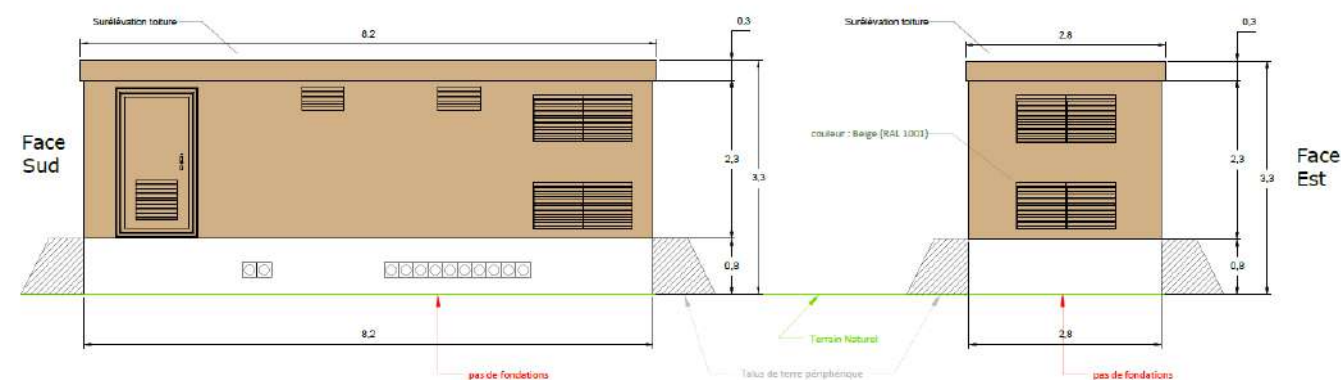 Surélévation toiture
8,2
0,3
Face
Sud
2,3
3,3
0,8
8,2
pas de fondations
Surélévation toiture
2,8
0,3
couleur : Beige (RAL 1001)
2,3
3,3
Face
Est
0,8
Terrain Naturel
2,8
Talus de terre périphérique
pas de fondations